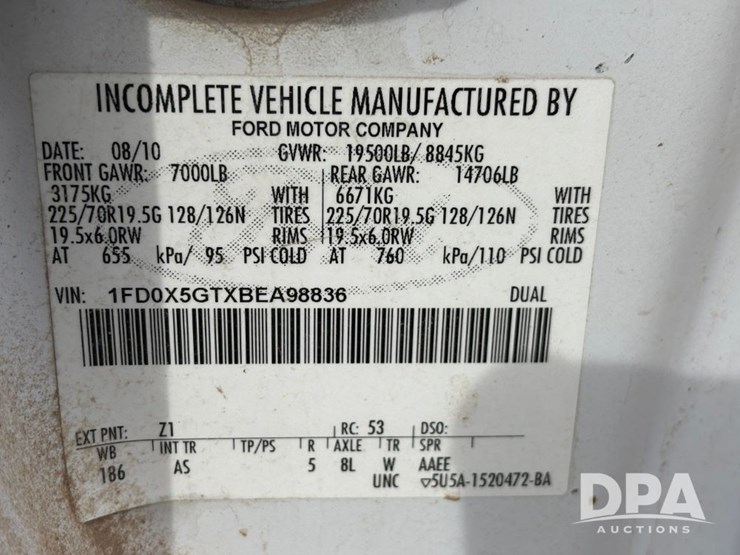 INCOMPLETE VEHICLE MANUFACTURED BY
FORD MOTOR COMPANY
DATE: 08/10 GVWR: 19500LB/ 8845KG
FRONT GAWR: 7000LB REAR GAWR: 14706LB
3175KG WITH 6671KG WITH
225/70R19.5G 128/126N TIRES 225/70R19.5G 128/126N TIRES
19.5x6.0RW RIMS 19.5x6.0RW RIMS
AT 655 kPa/ 95 PSI COLD AT 760 kPa/110 PSI COLD
VIN: 1FD0X5GTXBEA98836 DUAL
EXT PNT: Z1 RC: 53 DSO:
WB INT TR TP/PS R AXLE TR SPR
186 AS 5 8L W AAEE
UNC ▽5U5A-1520472-BA
DPA
AUCTIONS